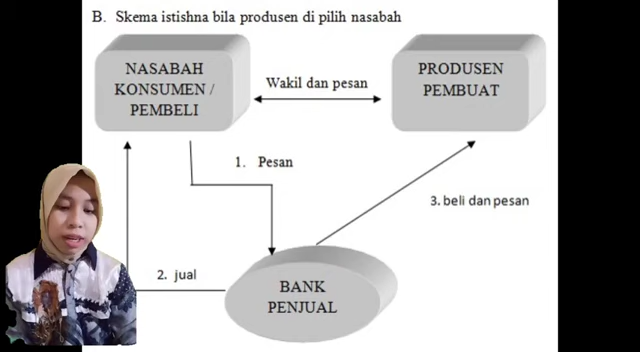 B. Skema istishna bila produsen di pilih nasabah
NASABAH
KONSUMEN /
PEMBELI
Wakil dan pesan
PRODUSEN
PEMBUAT
1. Pesan
3. beli dan pesan
2. jual
BANK
PENJUAL